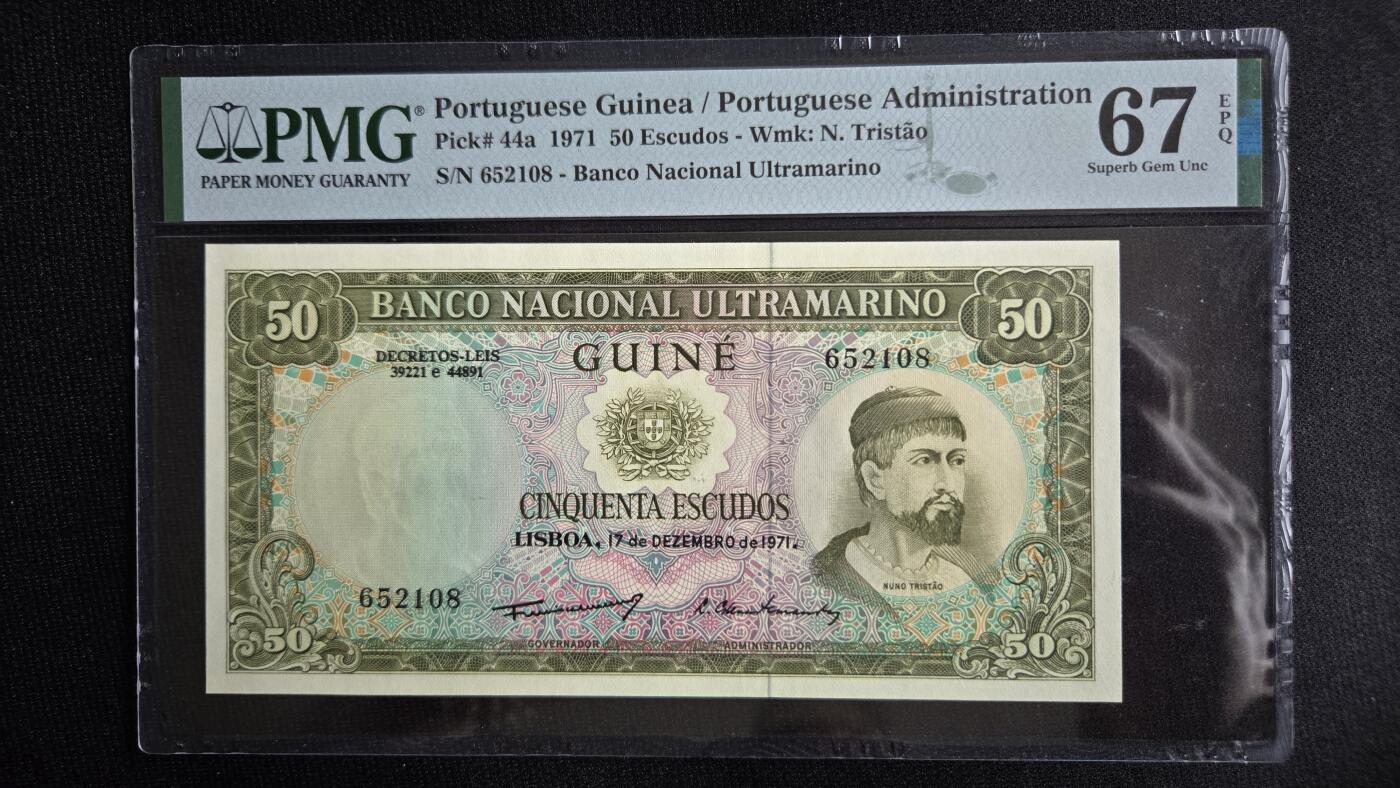 PMG®
PAPER MONEY GUARANTY
Portuguese Guinea / Portuguese Administration
Pick# 44a 1971 50 Escudos - Wmk: N. Tristão
S/N 652108 - Banco Nacional Ultramarino
67
EPQ
Superb Gem Unc
50
BANCO NACIONAL ULTRAMARINO
50
DECRETOS-LEIS
39221 e 44891
GUINÉ
652108
CINQUENTA ESCUDOS
LISBOA, 17 de DEZEMBRO de 1971.
NUNO TRISTÃO
652108
GOVERNADOR
ADMINISTRADOR
50
50